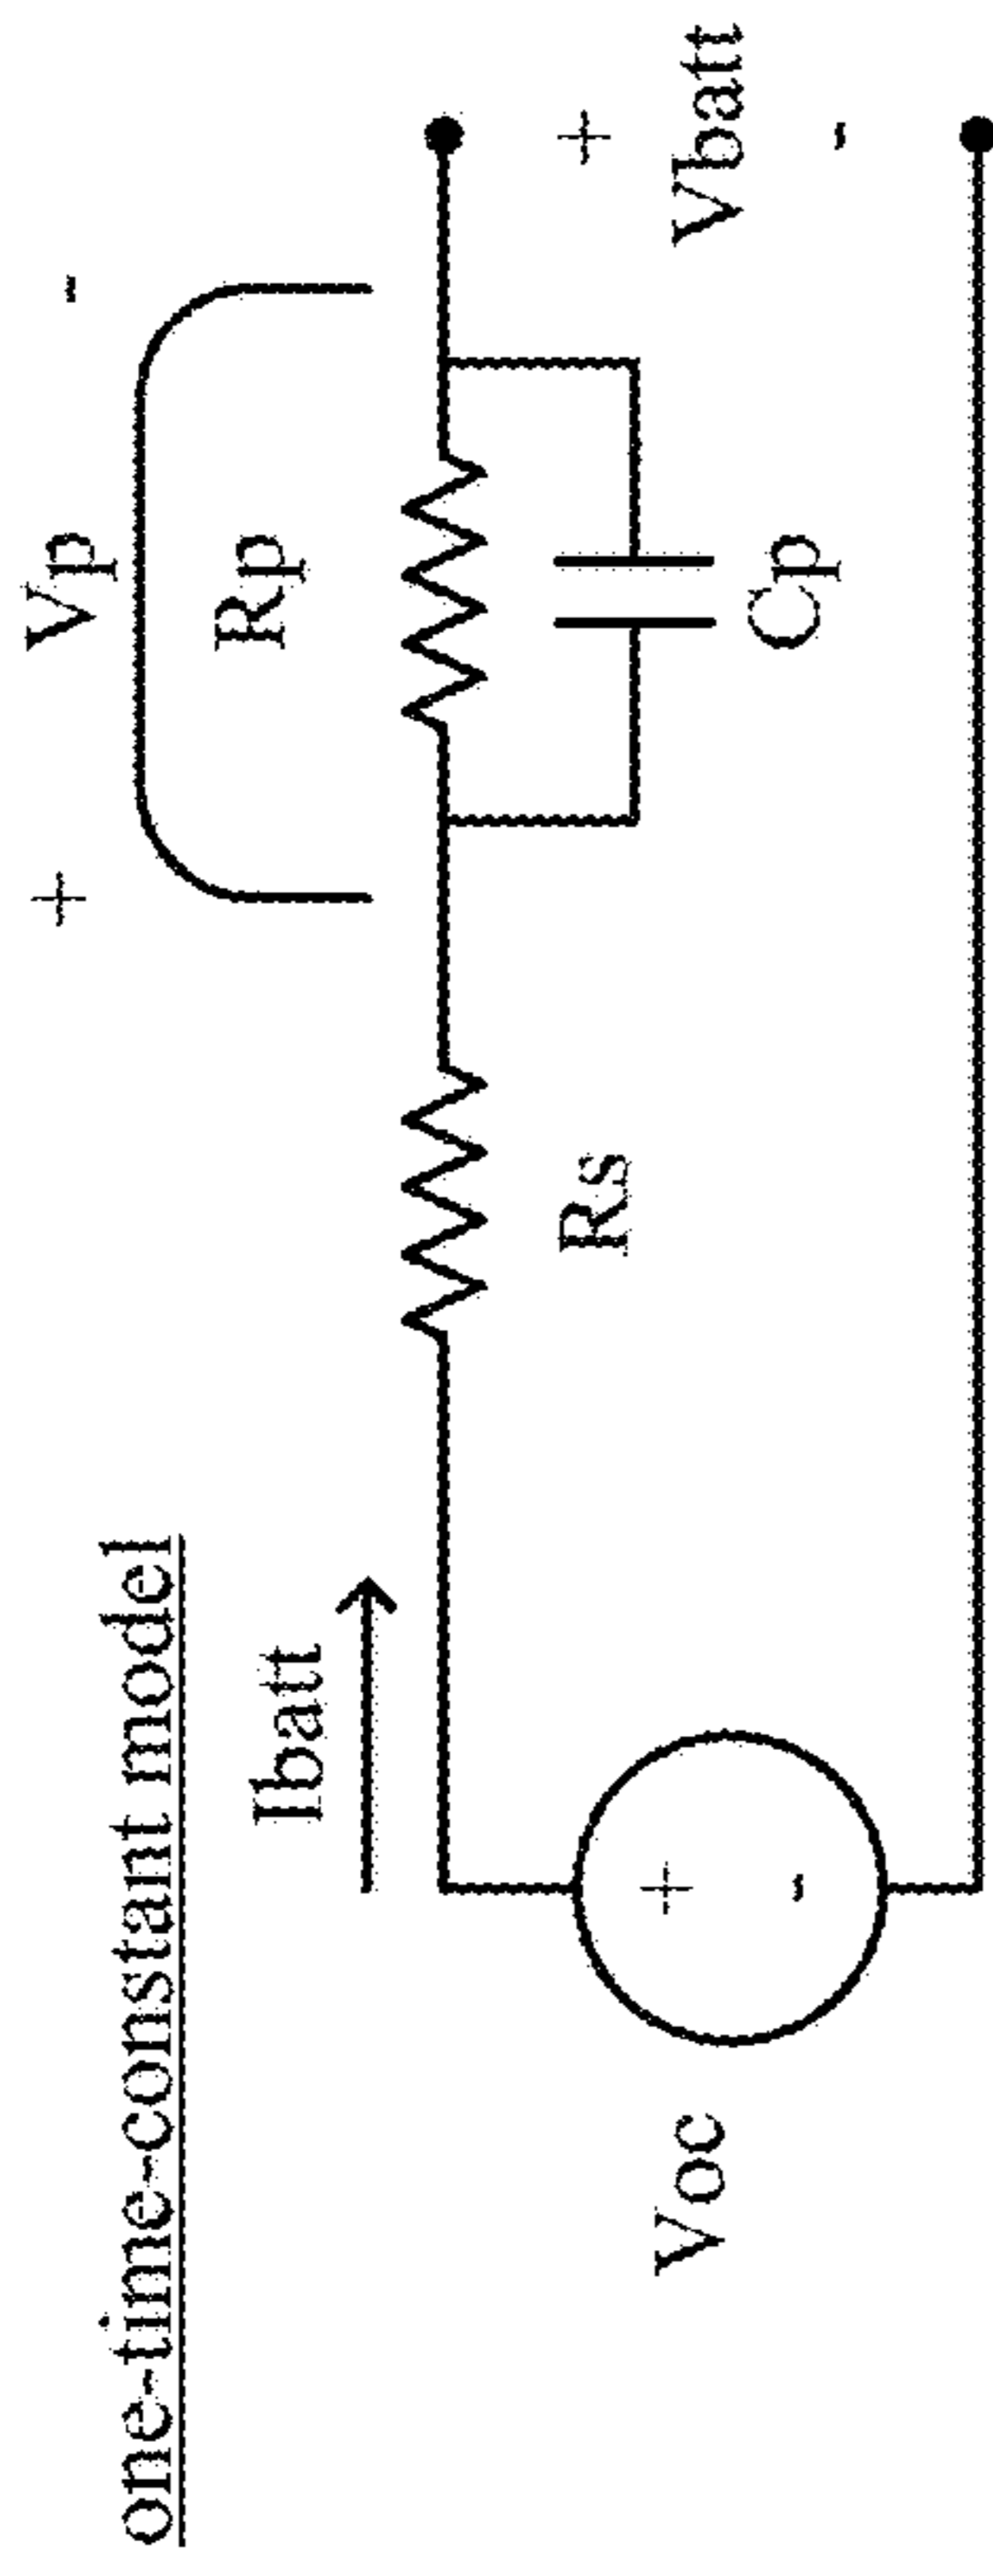 one-time-constant model
+ Vp -
Ibatt
Rp
Rs
Cp
Voc
+
-
+
Vbatt
-